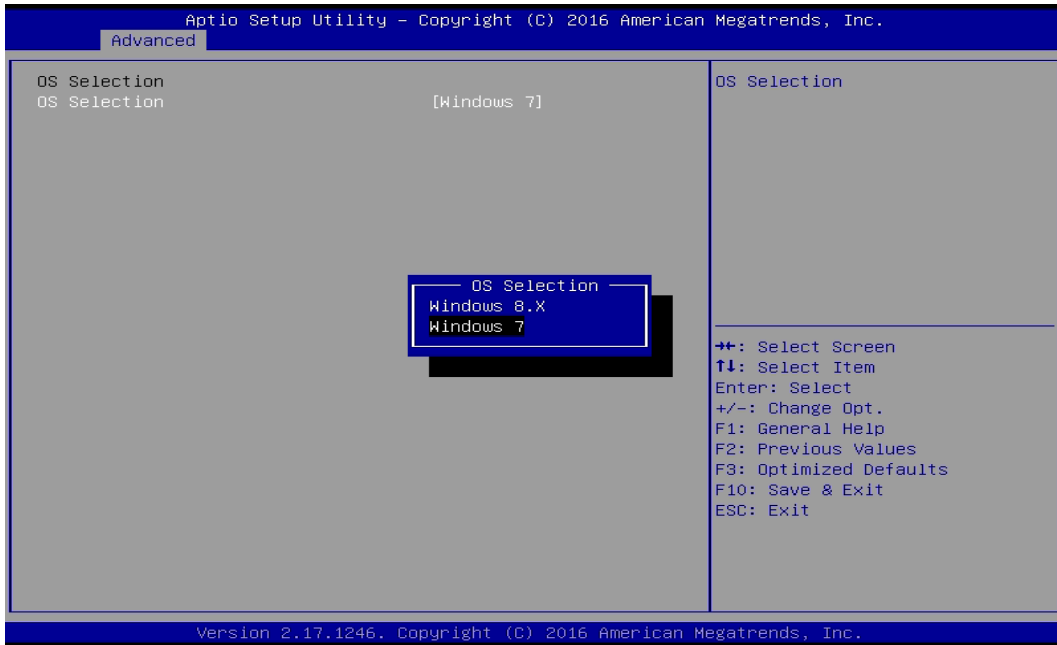 Aptio Setup Utility – Copyright (C) 2016 American Megatrends, Inc.
Advanced
OS Selection
OS Selection [Windows 7]
OS Selection
Windows 8.X
Windows 7
OS Selection
→←: Select Screen
↑↓: Select Item
Enter: Select
+/-: Change Opt.
F1: General Help
F2: Previous Values
F3: Optimized Defaults
F10: Save & Exit
ESC: Exit
Version 2.17.1246. Copyright (C) 2016 American Megatrends, Inc.